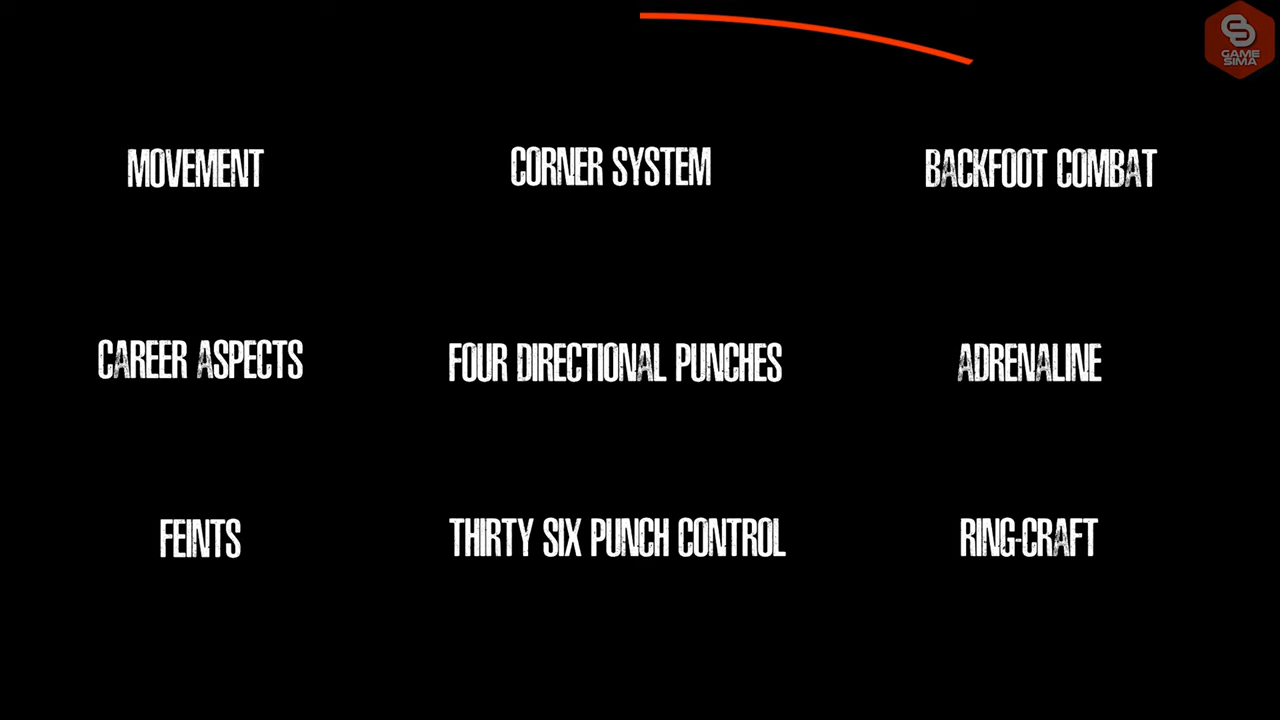 GAME
SIMA
MOVEMENT
CORNER SYSTEM
BACKFOOT COMBAT
CAREER ASPECTS
FOUR DIRECTIONAL PUNCHES
ADRENALINE
FEINTS
THIRTY SIX PUNCH CONTROL
RING-CRAFT